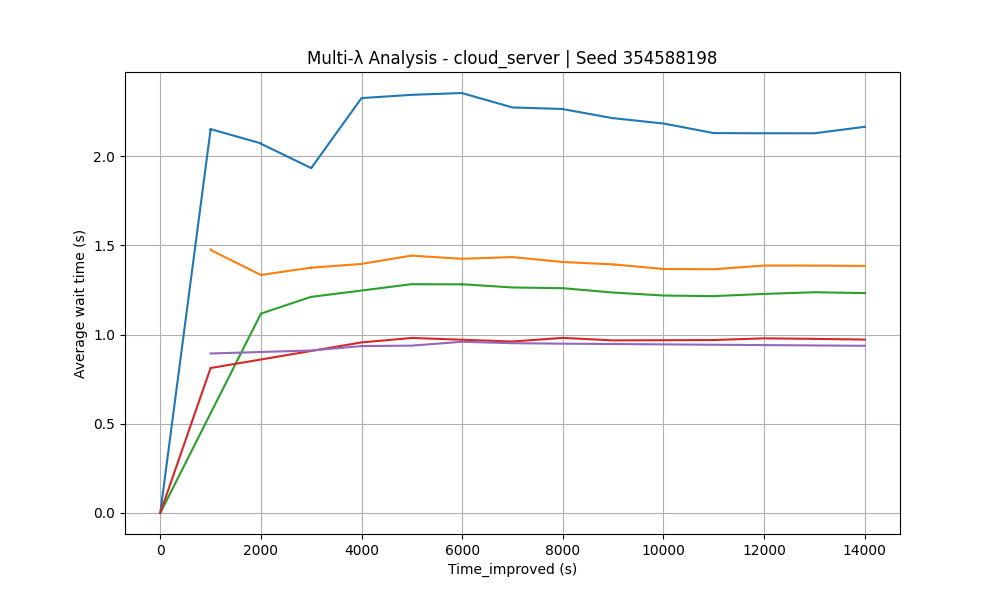 Multi-λ Analysis - cloud_server | Seed 354588198
Average wait time (s)
2.0
1.5
1.0
0.5
0.0
0 2000 4000 6000 8000 10000 12000 14000
Time_improved (s)